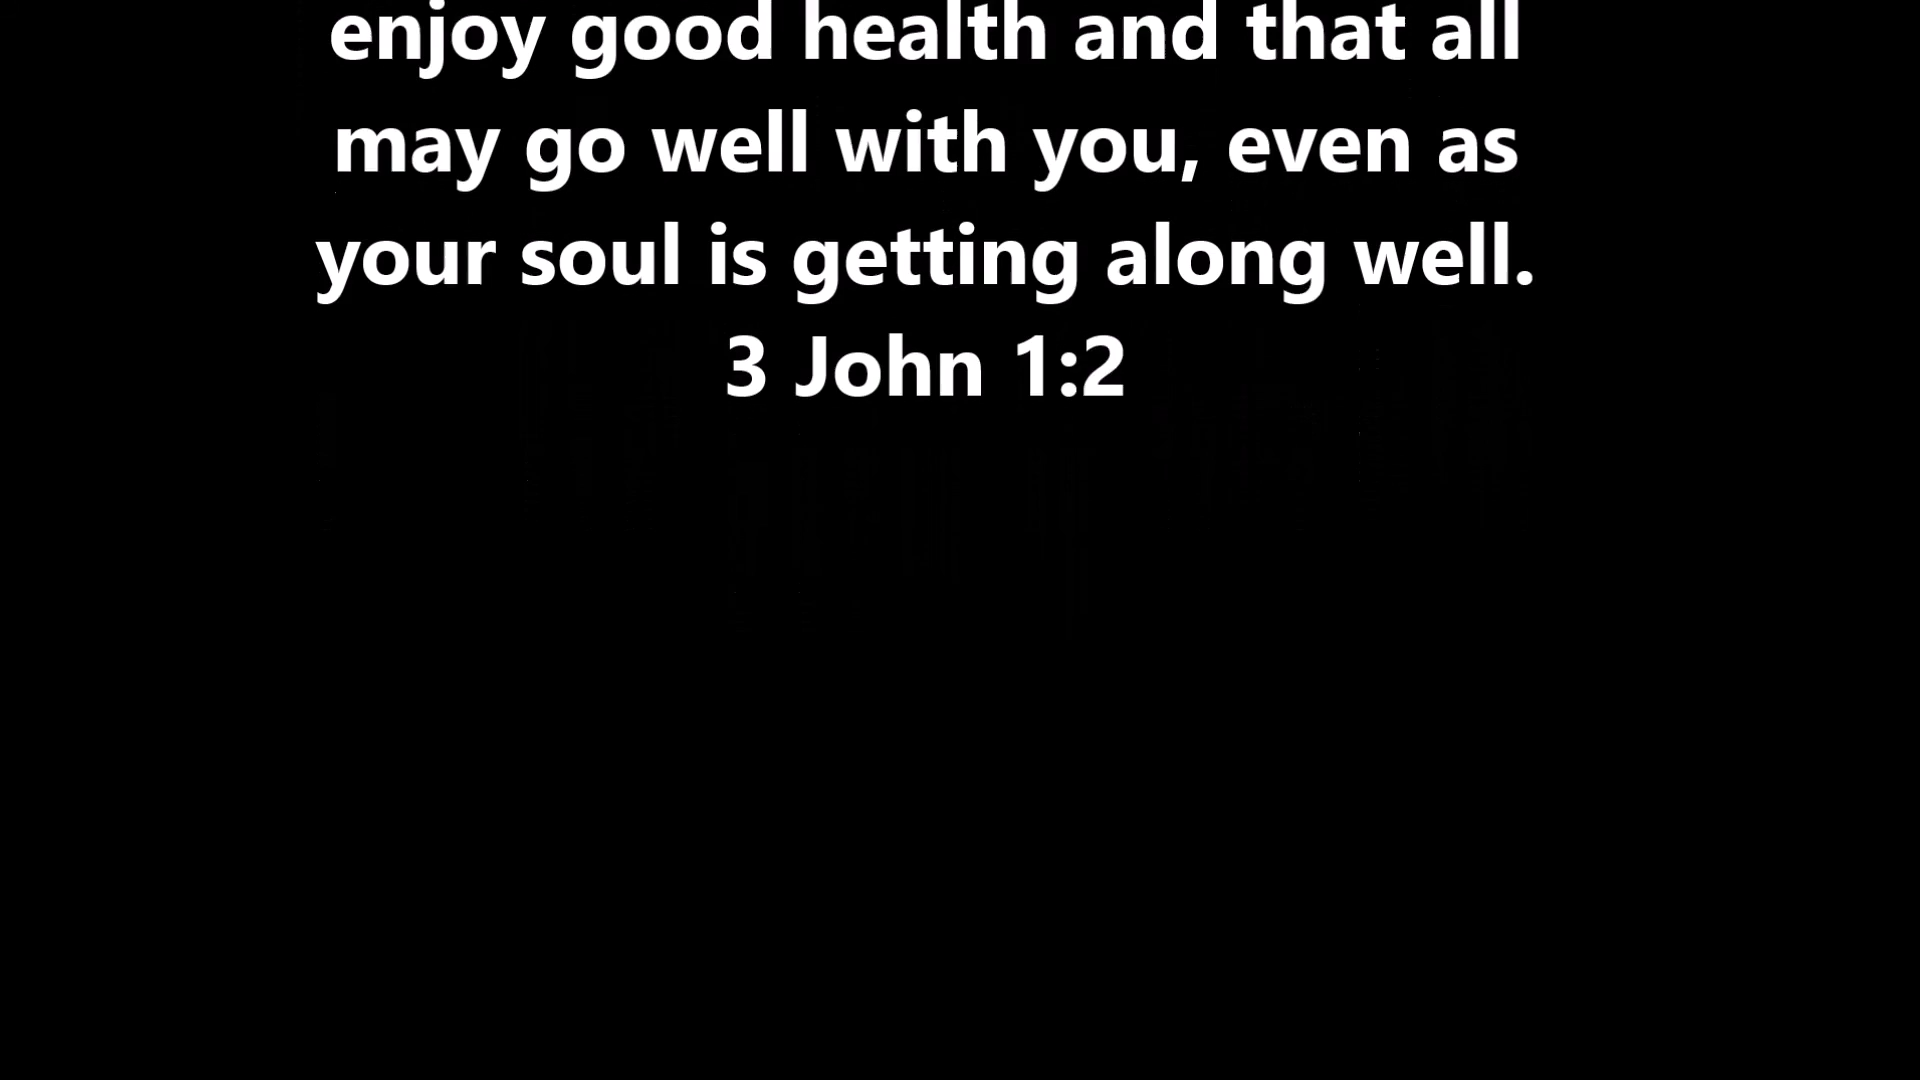 enjoy good health and that all
may go well with you, even as
your soul is getting along well.
3 John 1:2